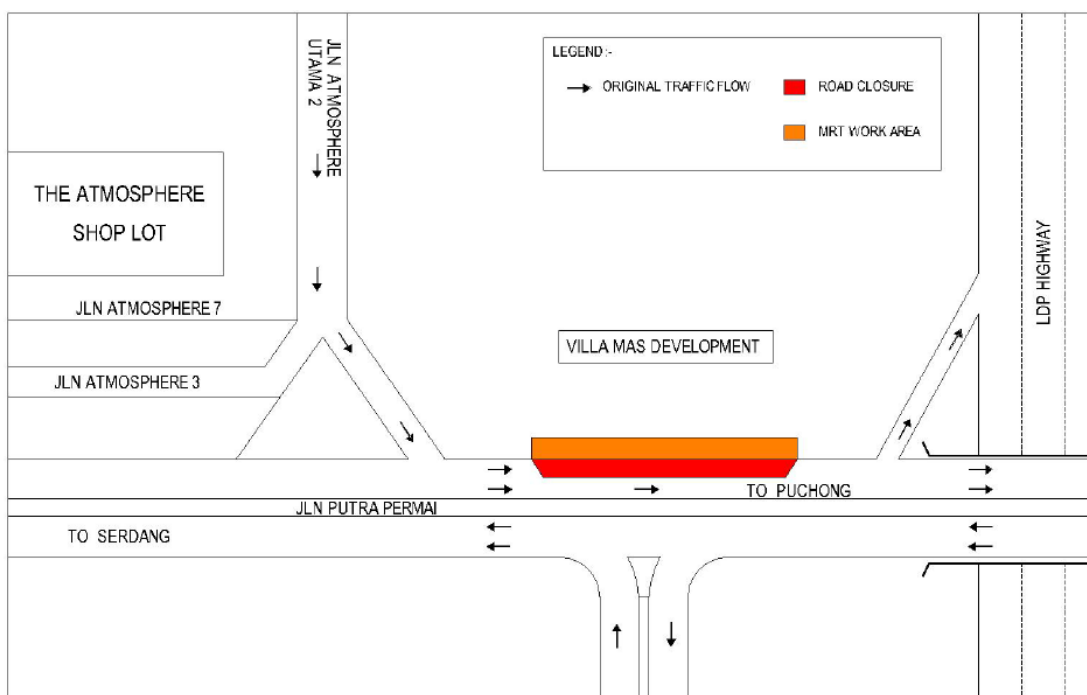 JLN ATMOSPHERE
UTAMA 2
LEGEND :-
ORIGINAL TRAFFIC FLOW
ROAD CLOSURE
MRT WORK AREA
THE ATMOSPHERE
SHOP LOT
LDP HIGHWAY
JLN ATMOSPHERE 7
VILLA MAS DEVELOPMENT
JLN ATMOSPHERE 3
TO PUCHONG
JLN PUTRA PERMAI
TO SERDANG